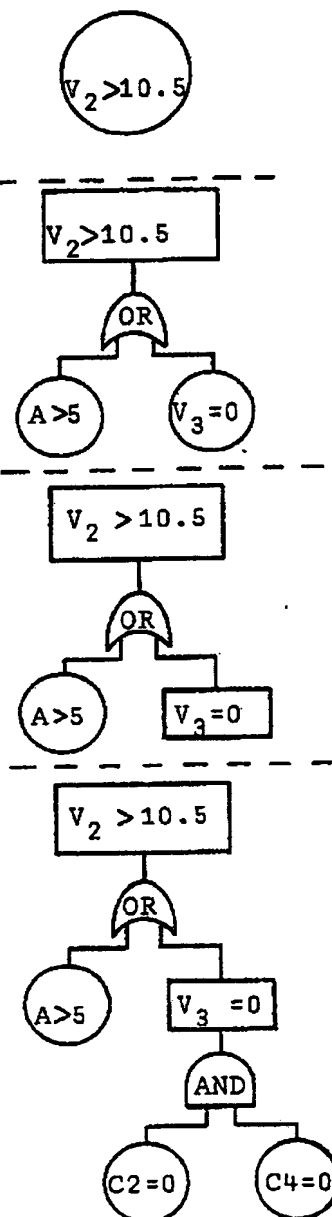 V₂>10.5
V₂>10.5
OR
A>5 V₃=0
V₂ >10.5
OR
A>5 V₃=0
V₂ >10.5
OR
A>5 V₃ =0
AND
C2=0 C4=0